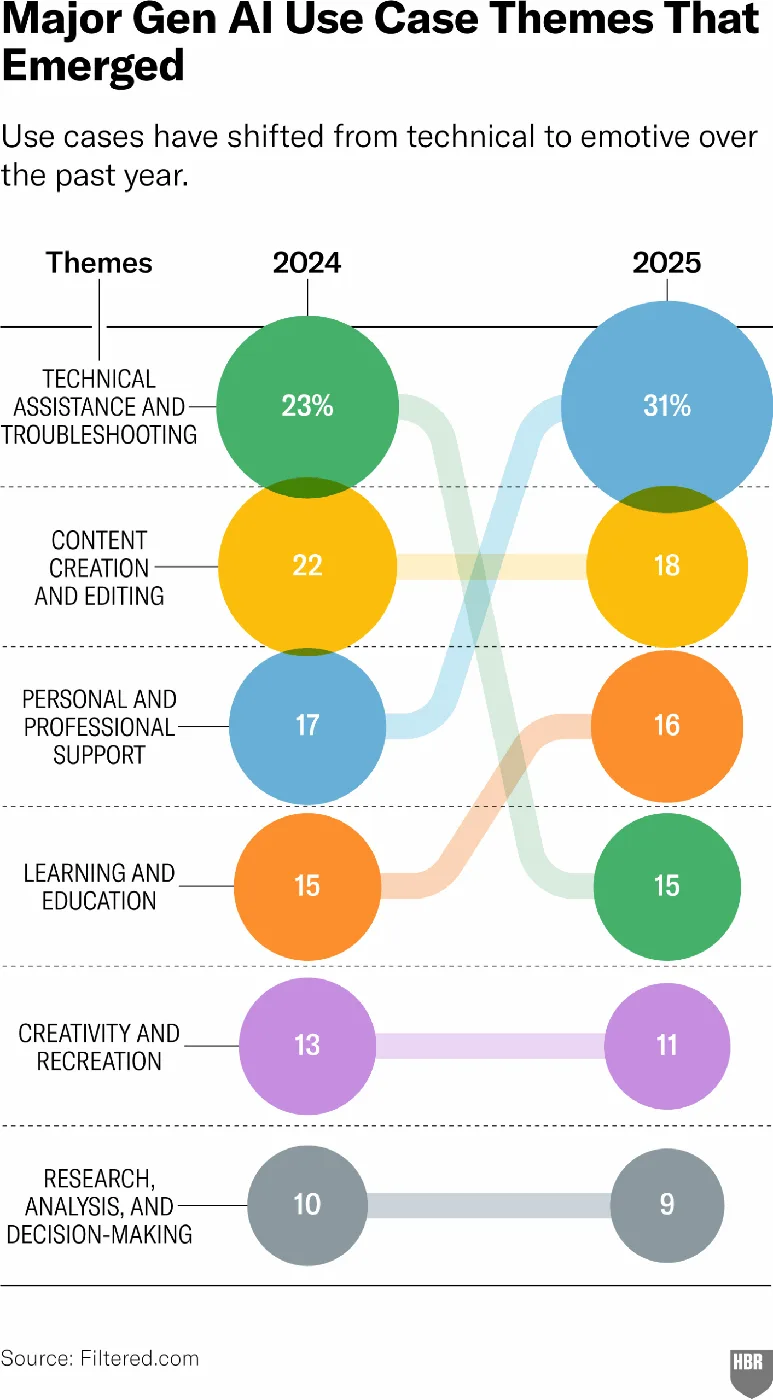 Major Gen AI Use Case Themes That
Emerged
Use cases have shifted from technical to emotive over
the past year.
Themes
2024
2025
TECHNICAL
ASSISTANCE AND
TROUBLESHOOTING
23%
31%
CONTENT
CREATION
AND EDITING
22
18
PERSONAL AND
PROFESSIONAL
SUPPORT
17
16
LEARNING AND
EDUCATION
15
15
CREATIVITY AND
RECREATION
13
11
RESEARCH,
ANALYSIS, AND
DECISION-MAKING
10
9
Source: Filtered.com
HBR